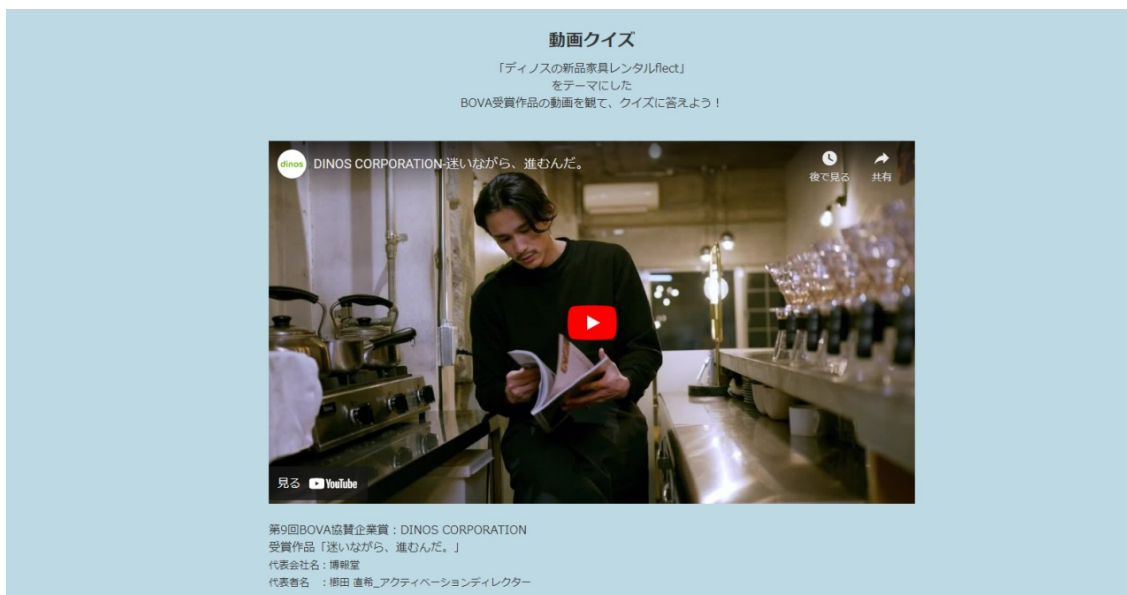 動画クイズ
「ディノスの新品家具レンタルflect」
をテーマにした
BOVA受賞作品の動画を観て、クイズに答えよう！
dinos DINOS CORPORATION-迷いながら、進むんだ。
後で見る 共有
見る YouTube
第9回BOVA協賛企業賞：DINOS CORPORATION
受賞作品「迷いながら、進むんだ。」
代表会社名：博報堂
代表者名　：櫛田 直希_アクティベーションディレクター